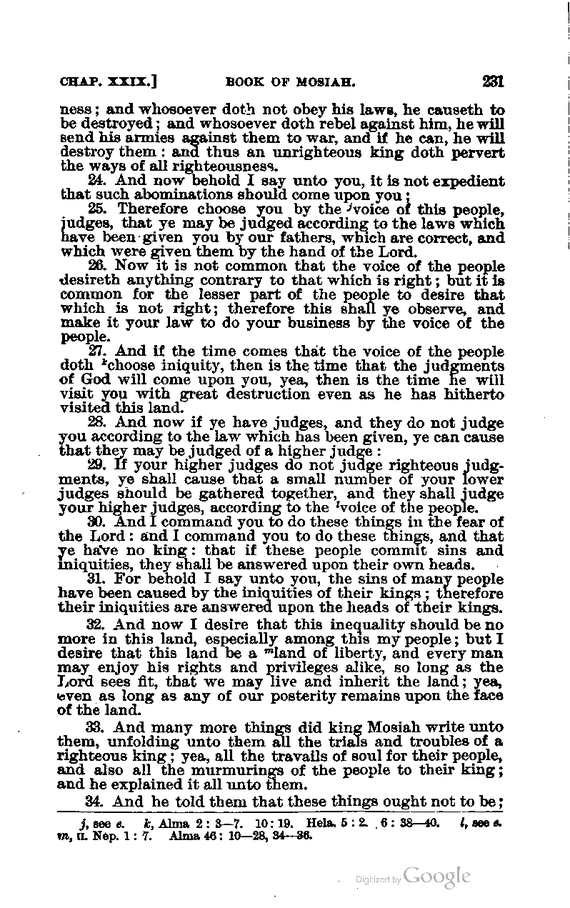 CHAP. XXIX.] BOOK OF MOSIAH. 231
ness; and whosoever doth not obey his laws, he causeth to
be destroyed; and whosoever doth rebel against him, he will
send his armies against them to war, and if he can, he will
destroy them: and thus an unrighteous king doth pervert
the ways of all righteousness.
24. And now behold I say unto you, it is not expedient
that such abominations should come upon you;
25. Therefore choose you by the ʲvoice of this people,
judges, that ye may be judged according to the laws which
have been given you by our fathers, which are correct, and
which were given them by the hand of the Lord.
26. Now it is not common that the voice of the people
desireth anything contrary to that which is right; but it is
common for the lesser part of the people to desire that
which is not right; therefore this shall ye observe, and
make it your law to do your business by the voice of the
people.
27. And if the time comes that the voice of the people
doth ᵏchoose iniquity, then is the time that the judgments
of God will come upon you, yea, then is the time he will
visit you with great destruction even as he has hitherto
visited this land.
28. And now if ye have judges, and they do not judge
you according to the law which has been given, ye can cause
that they may be judged of a higher judge:
29. If your higher judges do not judge righteous judg-
ments, ye shall cause that a small number of your lower
judges should be gathered together, and they shall judge
your higher judges, according to the ˡvoice of the people.
30. And I command you to do these things in the fear of
the Lord: and I command you to do these things, and that
ye have no king: that if these people commit sins and
iniquities, they shall be answered upon their own heads.
31. For behold I say unto you, the sins of many people
have been caused by the iniquities of their kings; therefore
their iniquities are answered upon the heads of their kings.
32. And now I desire that this inequality should be no
more in this land, especially among this my people; but I
desire that this land be a ᵐland of liberty, and every man
may enjoy his rights and privileges alike, so long as the
Lord sees fit, that we may live and inherit the land; yea,
even as long as any of our posterity remains upon the face
of the land.
33. And many more things did king Mosiah write unto
them, unfolding unto them all the trials and troubles of a
righteous king; yea, all the travails of soul for their people,
and also all the murmurings of the people to their king;
and he explained it all unto them.
34. And he told them that these things ought not to be;
j, see e. k, Alma 2: 3—7. 10: 19. Hela. 5: 2. 6: 38—40. l, see e.
m, II. Nep. 1: 7. Alma 46: 10—28, 34—36.
Digitized by Google